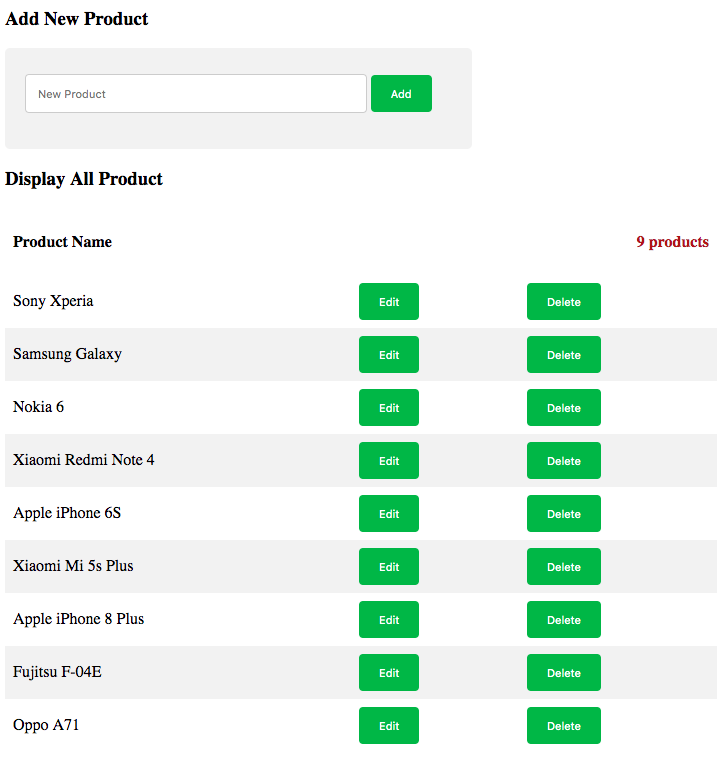 Add New Product
New Product Add
Display All Product
Product Name 9 products
Sony Xperia Edit Delete
Samsung Galaxy Edit Delete
Nokia 6 Edit Delete
Xiaomi Redmi Note 4 Edit Delete
Apple iPhone 6S Edit Delete
Xiaomi Mi 5s Plus Edit Delete
Apple iPhone 8 Plus Edit Delete
Fujitsu F-04E Edit Delete
Oppo A71 Edit Delete